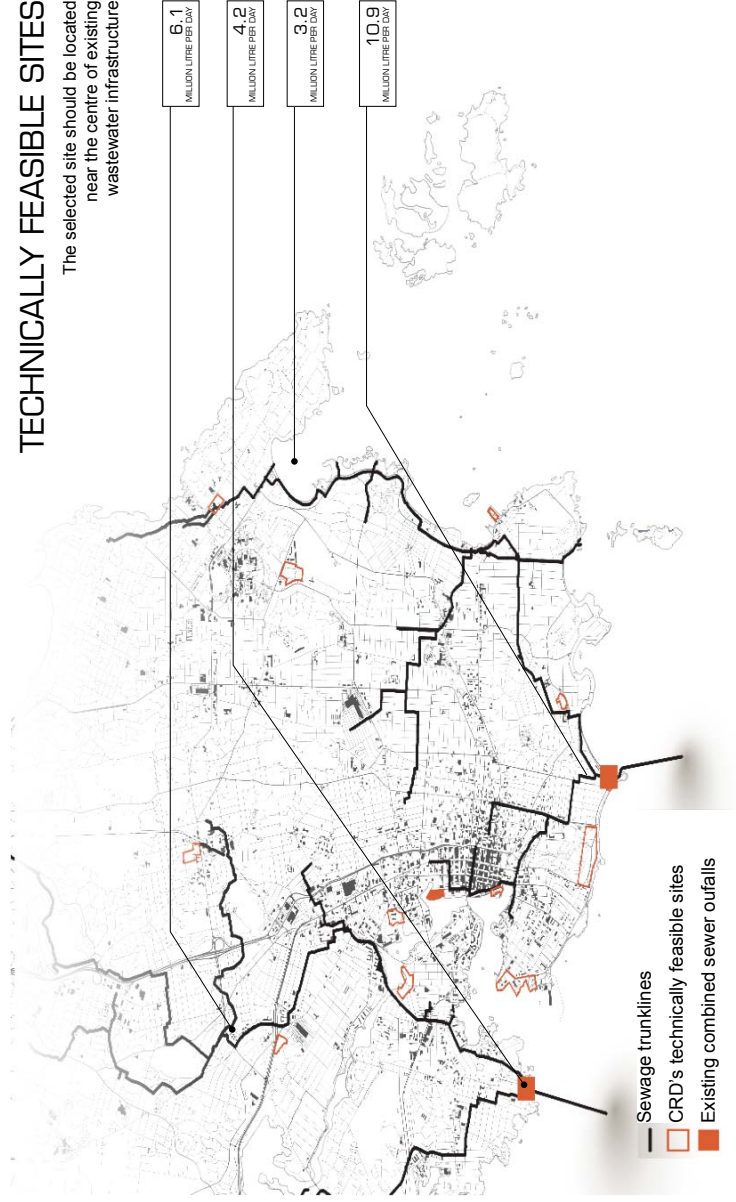 TECHNICALLY FEASIBLE SITES
The selected site should be located
near the centre of existing
wastewater infrastructure
6.1
MILLION LITRE PER DAY
4.2
MILLION LITRE PER DAY
3.2
MILLION LITRE PER DAY
10.9
MILLION LITRE PER DAY
Sewage trunklines
CRD's technically feasible sites
Existing combined sewer oufalls